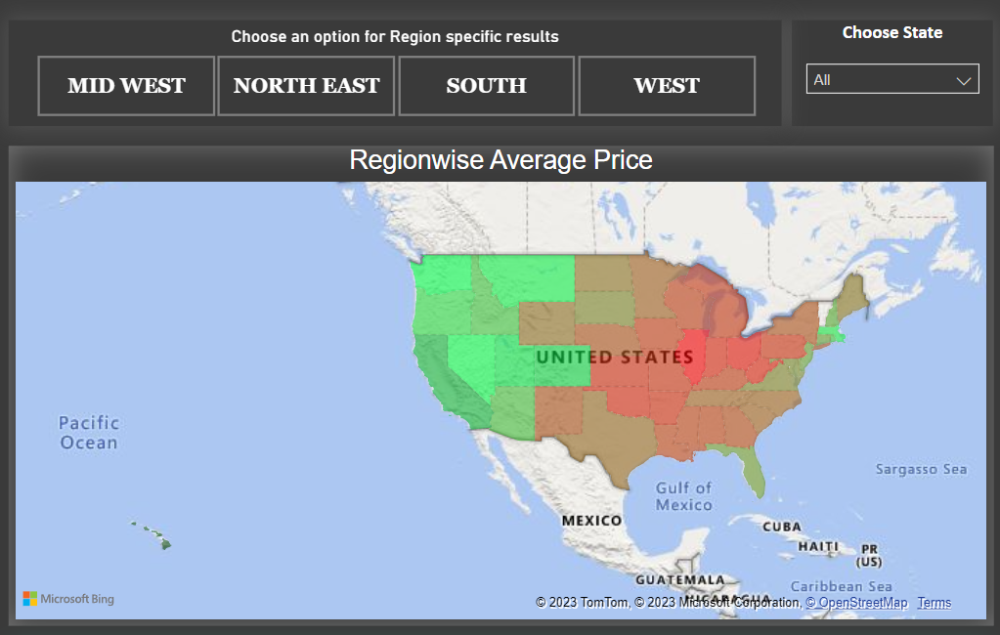 Choose an option for Region specific results
Choose State
MID WEST
NORTH EAST
SOUTH
WEST
All
Regionwise Average Price
UNITED STATES
Pacific
Ocean
Sargasso Sea
Gulf of
Mexico
MEXICO
CUBA
HAITI
PR
(US)
GUATEMALA
Caribbean Sea
NICARAGUA
Microsoft Bing
© 2023 TomTom, © 2023 Microsoft Corporation, © OpenStreetMap Terms